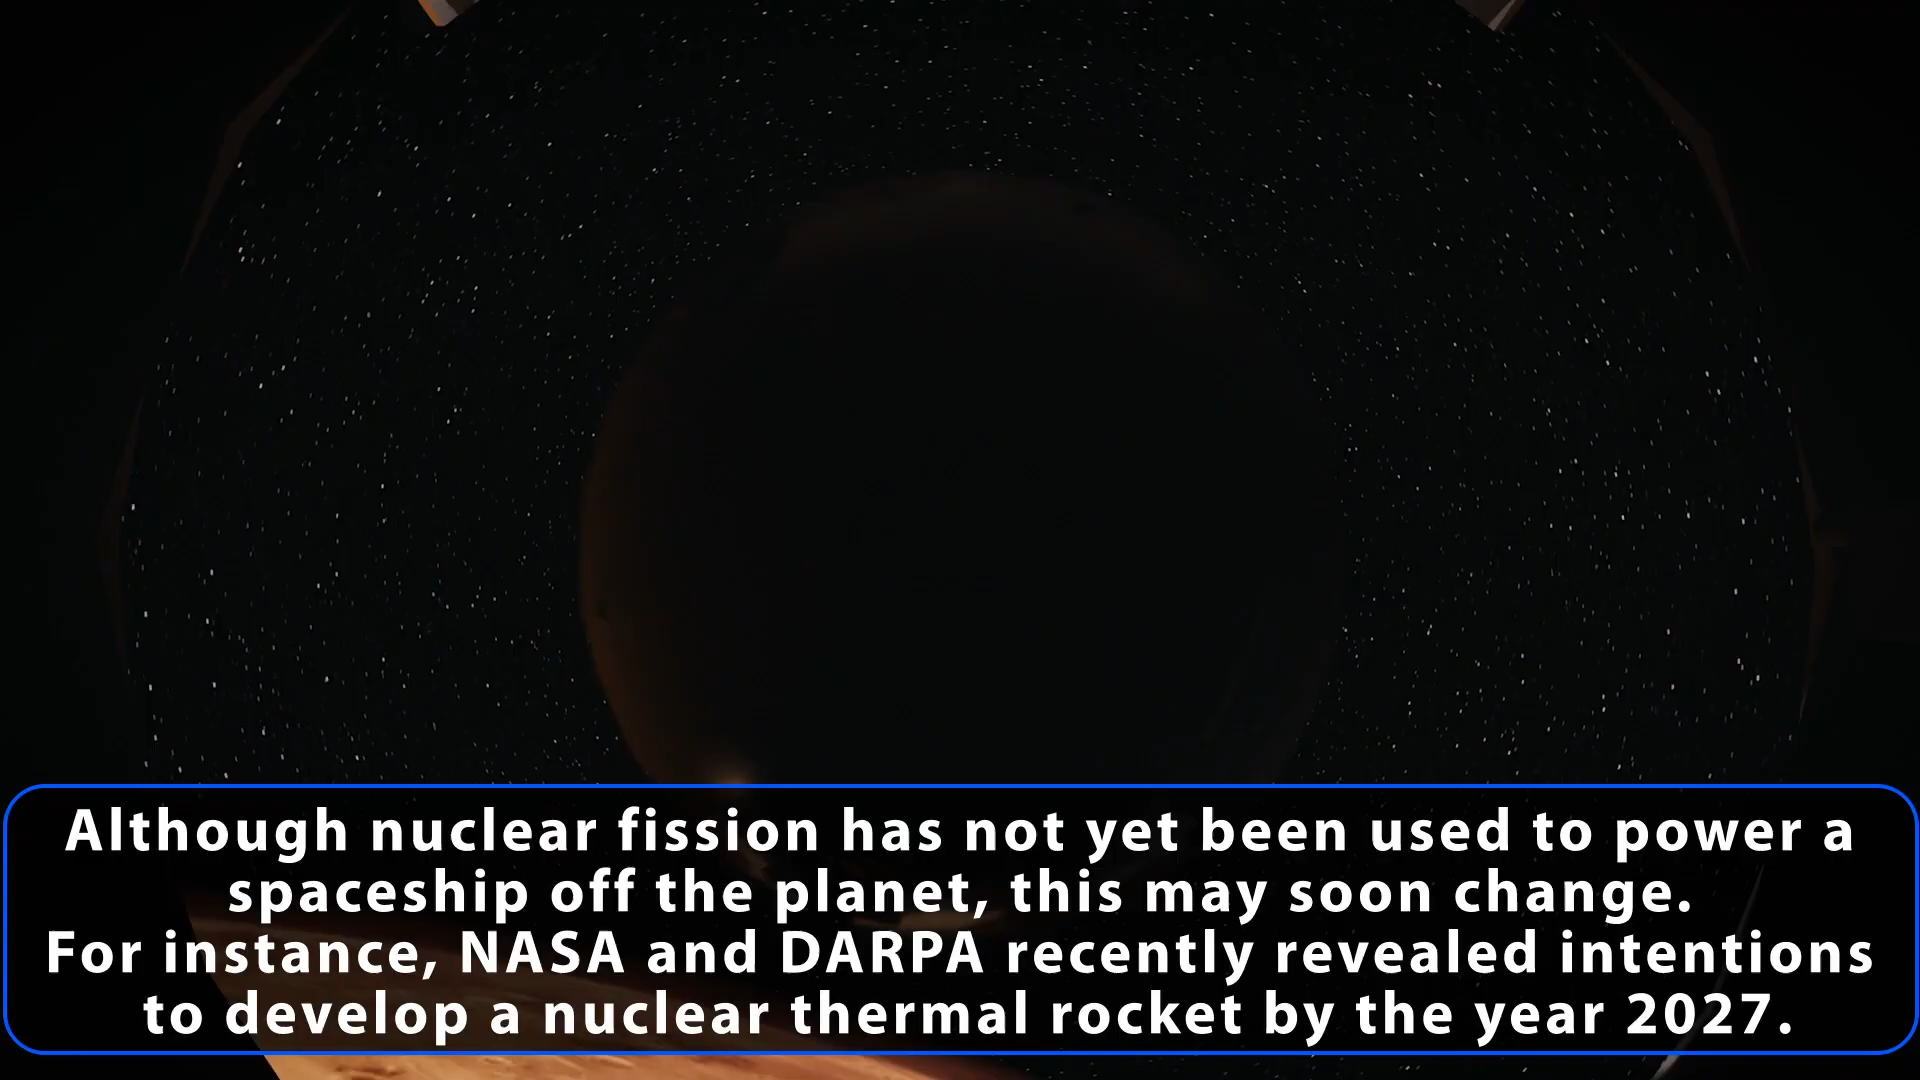 Although nuclear fission has not yet been used to power a
spaceship off the planet, this may soon change.
For instance, NASA and DARPA recently revealed intentions
to develop a nuclear thermal rocket by the year 2027.